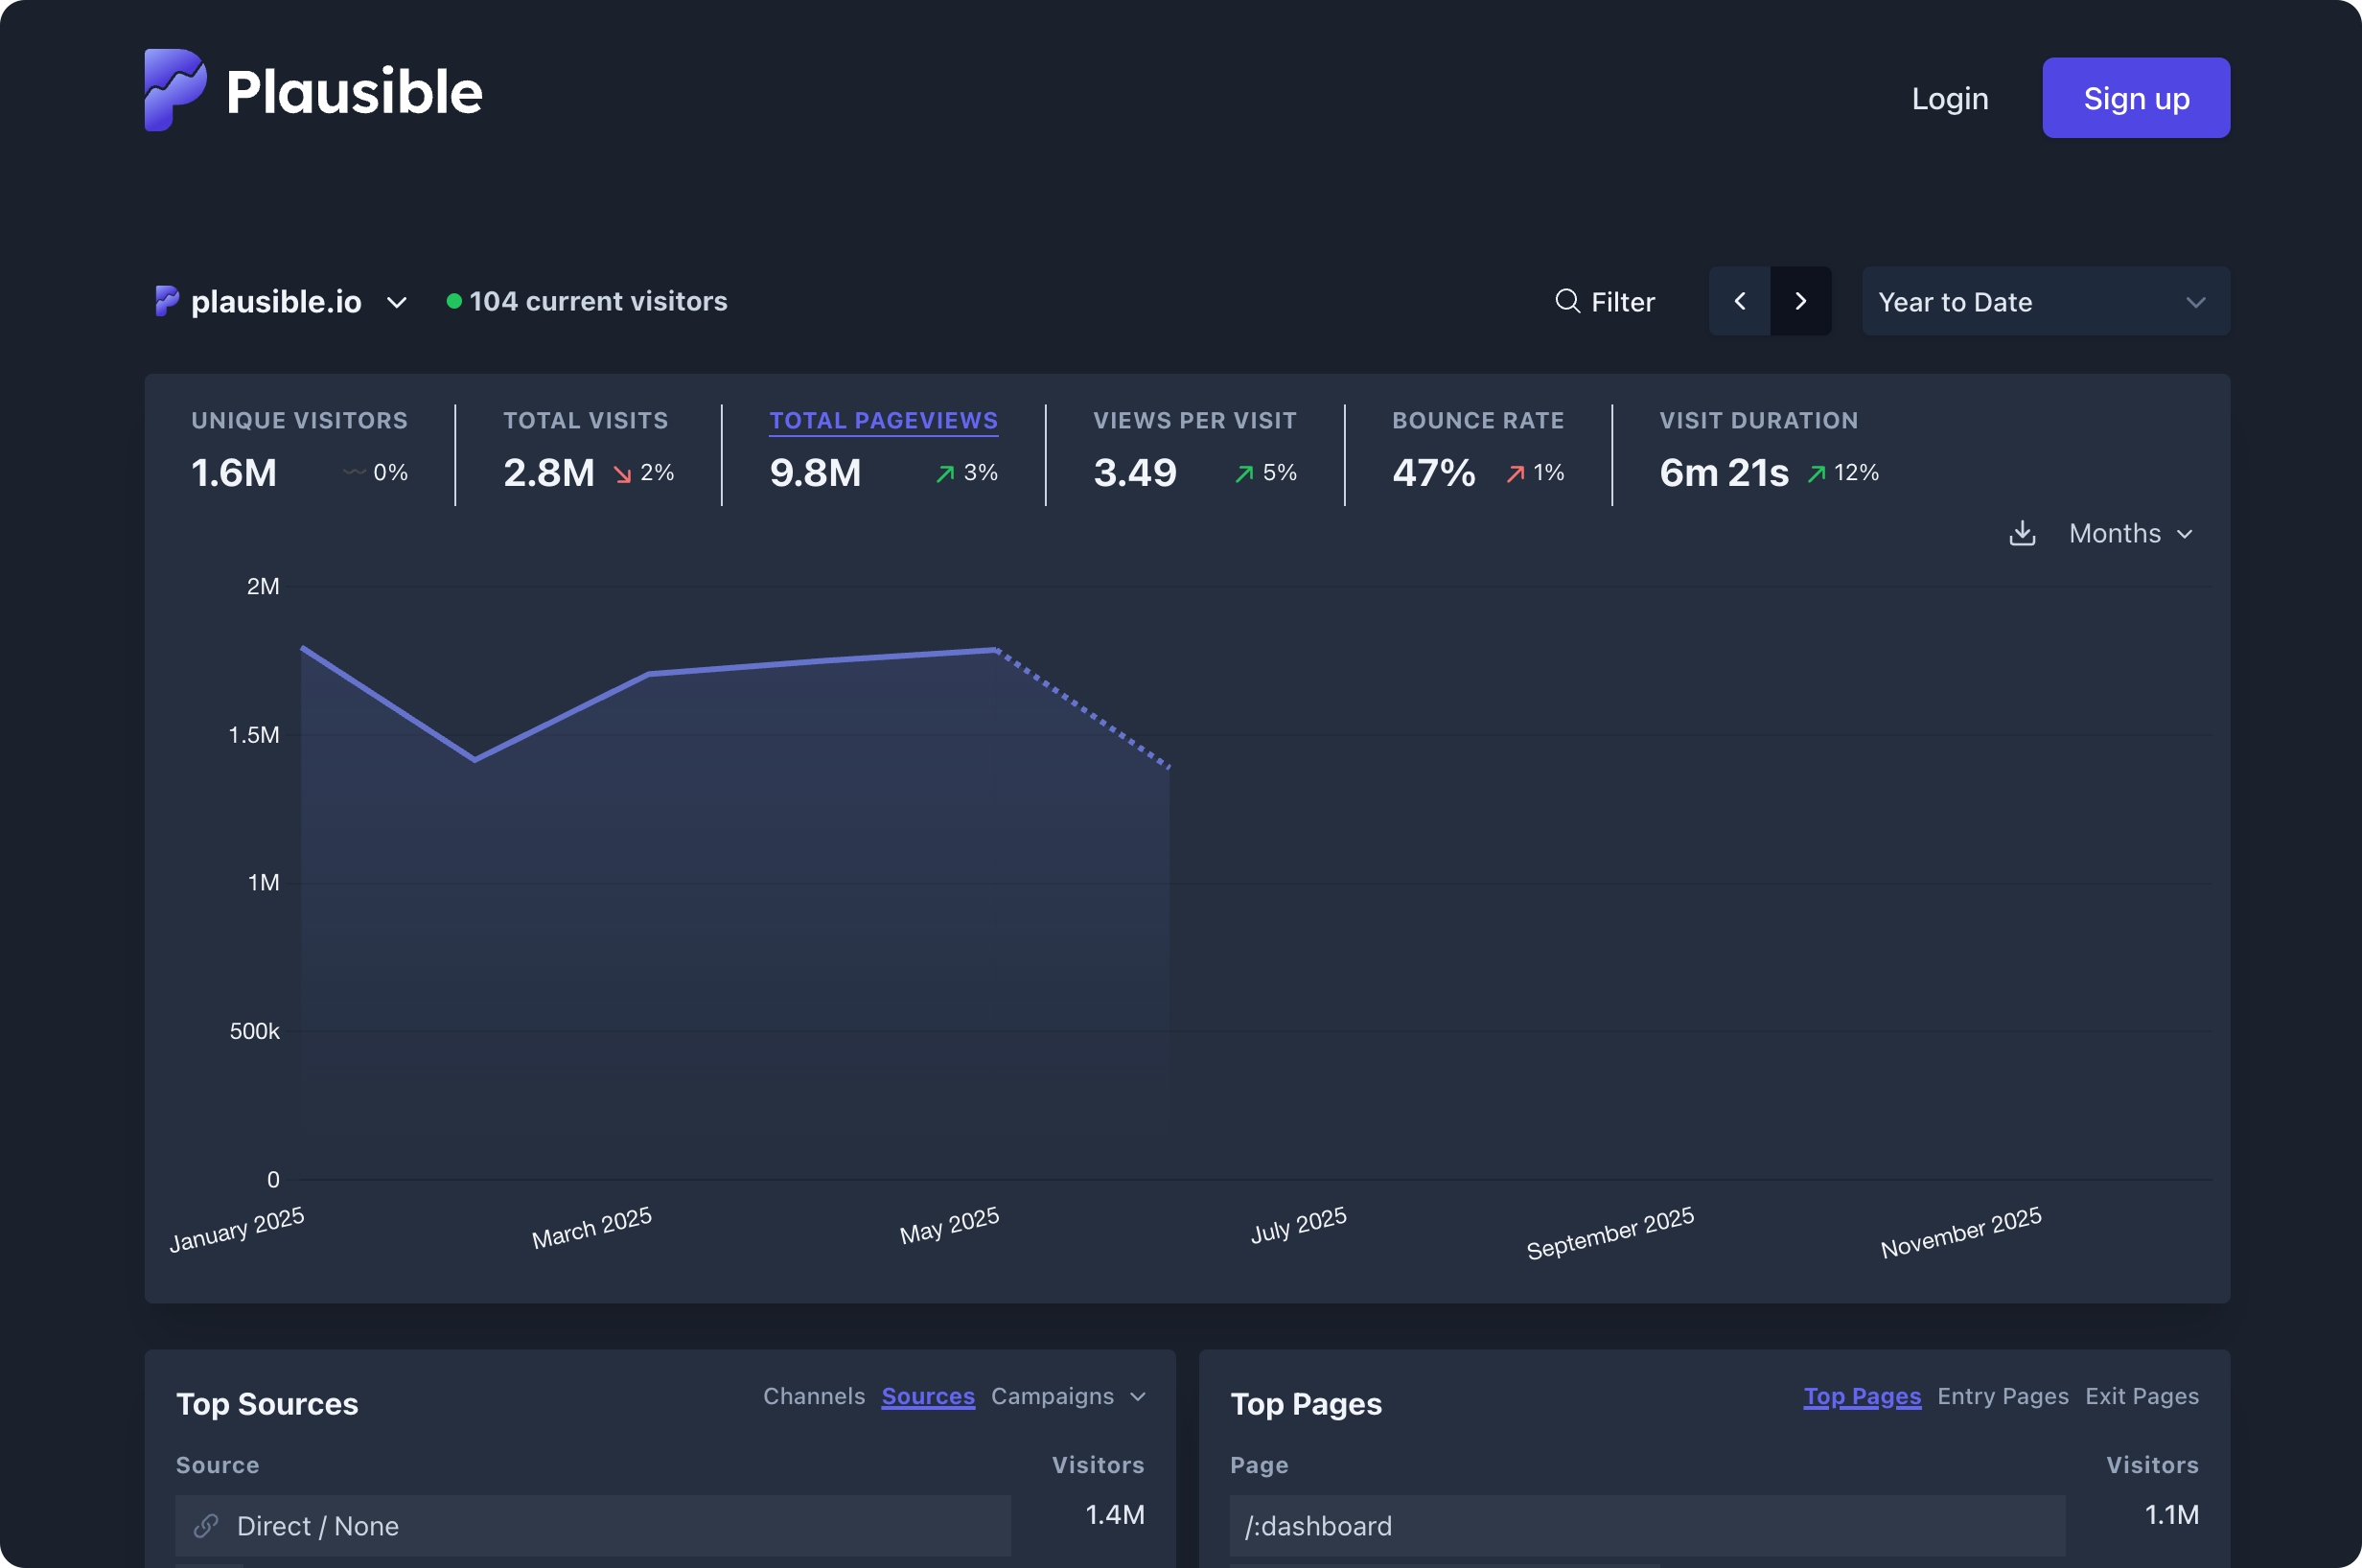 Plausible
Login
Sign up
plausible.io
104 current visitors
Filter
Year to Date
UNIQUE VISITORS
1.6M 0%
TOTAL VISITS
2.8M 2%
TOTAL PAGEVIEWS
9.8M 3%
VIEWS PER VISIT
3.49 5%
BOUNCE RATE
47% 1%
VISIT DURATION
6m 21s 12%
Months
2M
1.5M
1M
500k
0
January 2025
March 2025
May 2025
July 2025
September 2025
November 2025
Top Sources
Channels Sources Campaigns
Source Visitors
Direct / None 1.4M
Top Pages
Top Pages Entry Pages Exit Pages
Page Visitors
/:dashboard 1.1M